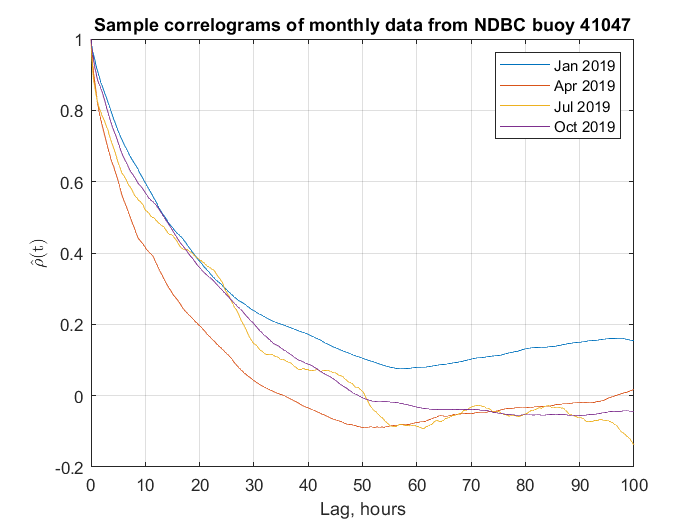 Sample correlograms of monthly data from NDBC buoy 41047
Jan 2019
Apr 2019
Jul 2019
Oct 2019
1
0.8
0.6
0.4
0.2
0
-0.2
ρ̂(t)
0 10 20 30 40 50 60 70 80 90 100
Lag, hours